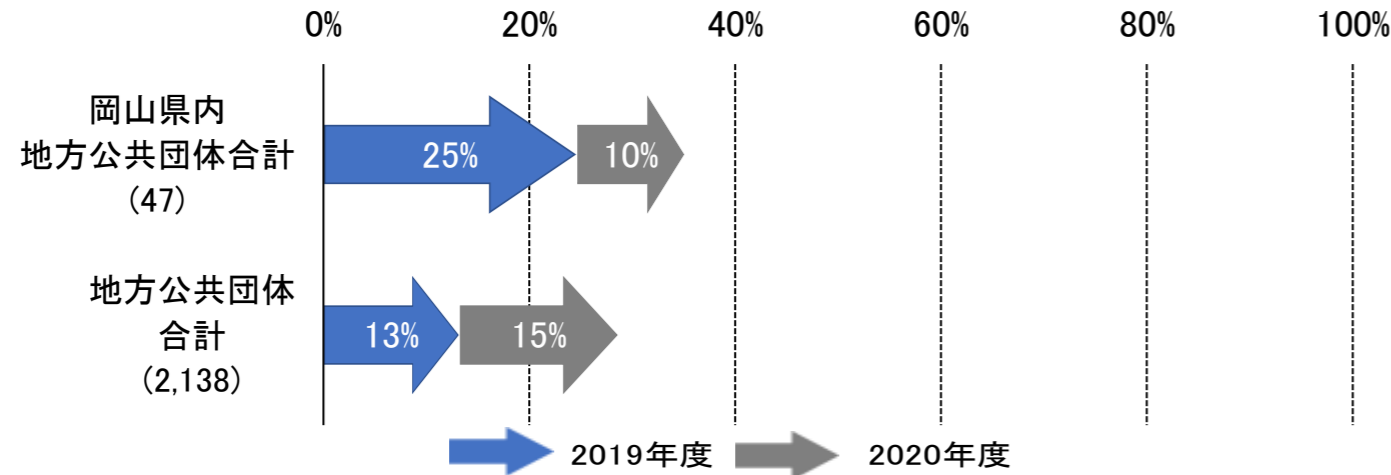 0% 20% 40% 60% 80% 100%
岡山県内
地方公共団体合計
(47)
25% 10%
地方公共団体
合計
(2,138)
13% 15%
2019年度 2020年度